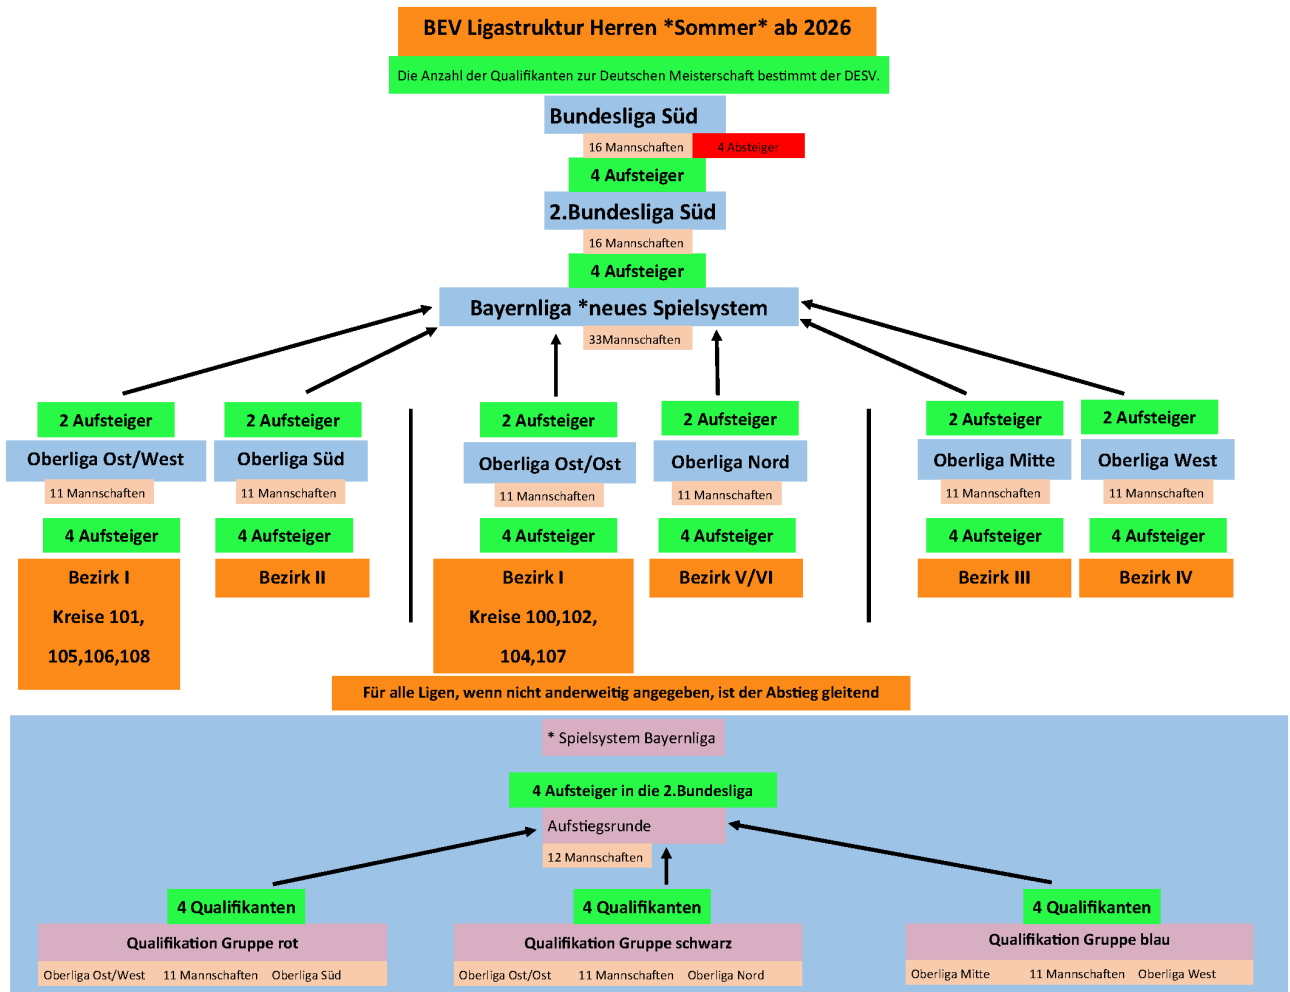 BEV Ligastruktur Herren *Sommer* ab 2026
Die Anzahl der Qualifikanten zur Deutschen Meisterschaft bestimmt der DESV.
Bundesliga Süd
16 Mannschaften
4 Absteiger
4 Aufsteiger
2.Bundesliga Süd
16 Mannschaften
4 Aufsteiger
Bayernliga *neues Spielsystem
33Mannschaften
2 Aufsteiger
2 Aufsteiger
2 Aufsteiger
2 Aufsteiger
2 Aufsteiger
2 Aufsteiger
Oberliga Ost/West
Oberliga Süd
Oberliga Ost/Ost
Oberliga Nord
Oberliga Mitte
Oberliga West
11 Mannschaften
11 Mannschaften
11 Mannschaften
11 Mannschaften
11 Mannschaften
11 Mannschaften
4 Aufsteiger
4 Aufsteiger
4 Aufsteiger
4 Aufsteiger
4 Aufsteiger
4 Aufsteiger
Bezirk I
Kreise 101,
105,106,108
Bezirk II
Bezirk I
Kreise 100,102,
104,107
Bezirk V/VI
Bezirk III
Bezirk IV
Für alle Ligen, wenn nicht anderweitig angegeben, ist der Abstieg gleitend
* Spielsystem Bayernliga
4 Aufsteiger in die 2.Bundesliga
Aufstiegsrunde
12 Mannschaften
4 Qualifikanten
4 Qualifikanten
4 Qualifikanten
Qualifikation Gruppe rot
Qualifikation Gruppe schwarz
Qualifikation Gruppe blau
Oberliga Ost/West 11 Mannschaften Oberliga Süd
Oberliga Ost/Ost 11 Mannschaften Oberliga Nord
Oberliga Mitte 11 Mannschaften Oberliga West